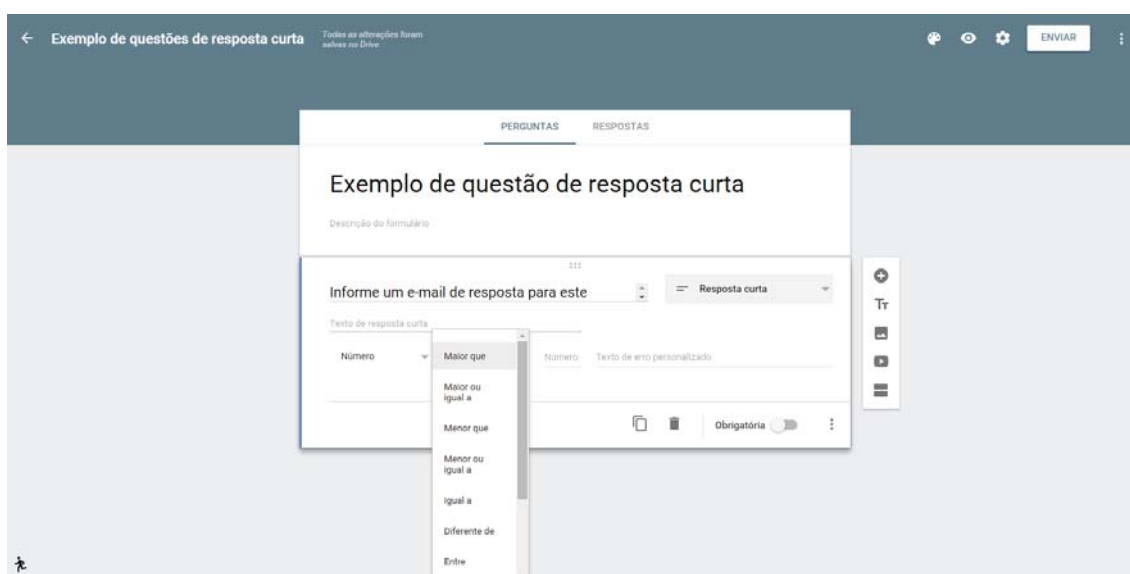 Exemplo de questões de resposta curta
Todas as alterações foram
salvas no Drive
ENVIAR
PERGUNTAS
RESPOSTAS
Exemplo de questão de resposta curta
Descrição do formulário
Informe um e-mail de resposta para este
Resposta curta
Tт
Texto de resposta curta
Número
Maior que
Número
Texto de erro personalizado
Maior ou
igual a
Menor que
Obrigatória
Menor ou
igual a
Igual a
Diferente de
Entre